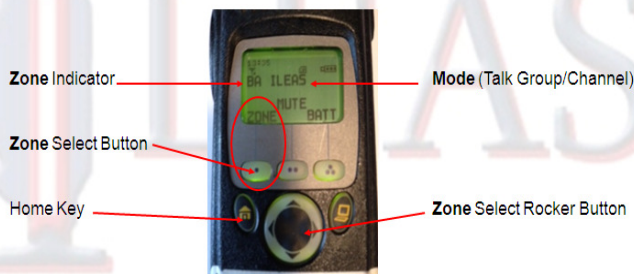 Zone Indicator
Mode (Talk Group/Channel)
BA ILEAS
MUTE
ZONE BATT
Zone Select Button
Home Key
Zone Select Rocker Button